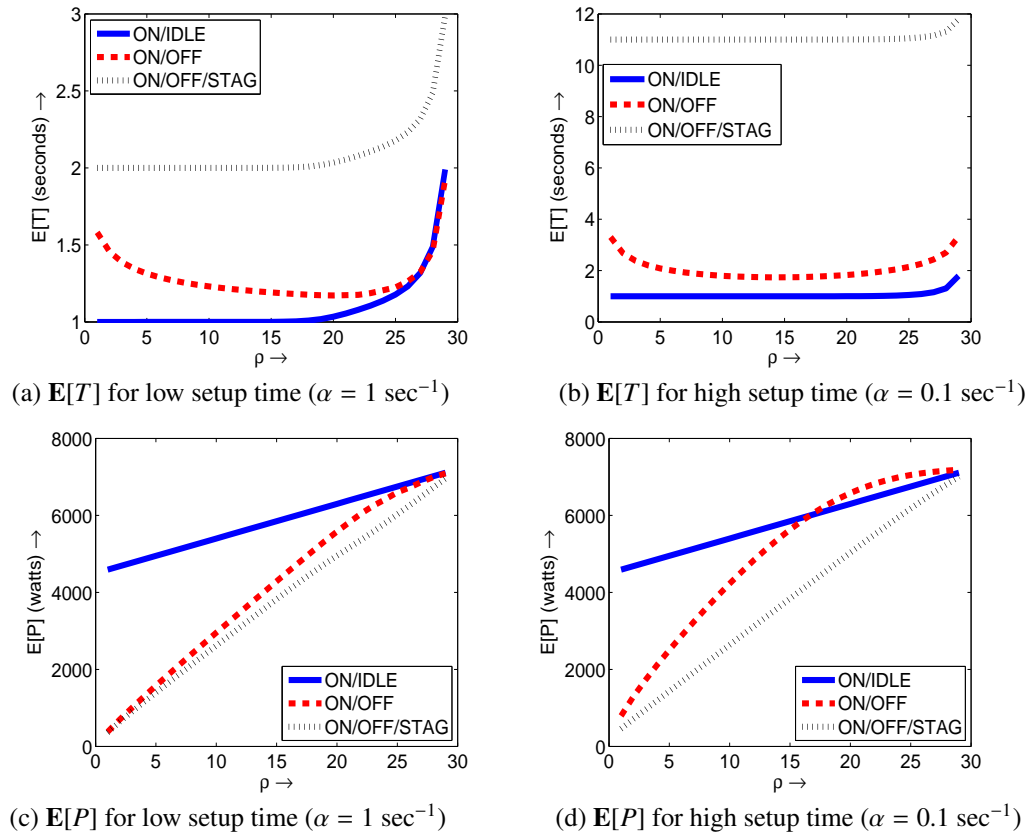 3
2.5
2
1.5
1
E[T] (seconds) →
ON/IDLE
ON/OFF
ON/OFF/STAG
0 5 10 15 20 25 30
ρ →
(a) E[T] for low setup time (α = 1 sec⁻¹)
12
10
8
6
4
2
0
E[T] (seconds) →
ON/IDLE
ON/OFF
ON/OFF/STAG
0 5 10 15 20 25 30
ρ →
(b) E[T] for high setup time (α = 0.1 sec⁻¹)
8000
6000
4000
2000
0
E[P] (watts) →
ON/IDLE
ON/OFF
ON/OFF/STAG
0 5 10 15 20 25 30
ρ →
(c) E[P] for low setup time (α = 1 sec⁻¹)
8000
6000
4000
2000
0
E[P] (watts) →
ON/IDLE
ON/OFF
ON/OFF/STAG
0 5 10 15 20 25 30
ρ →
(d) E[P] for high setup time (α = 0.1 sec⁻¹)